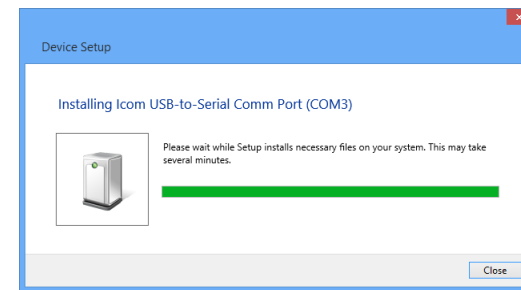 Device Setup
Installing Icom USB-to-Serial Comm Port (COM3)
Please wait while Setup installs necessary files on your system. This may take
several minutes.
Close